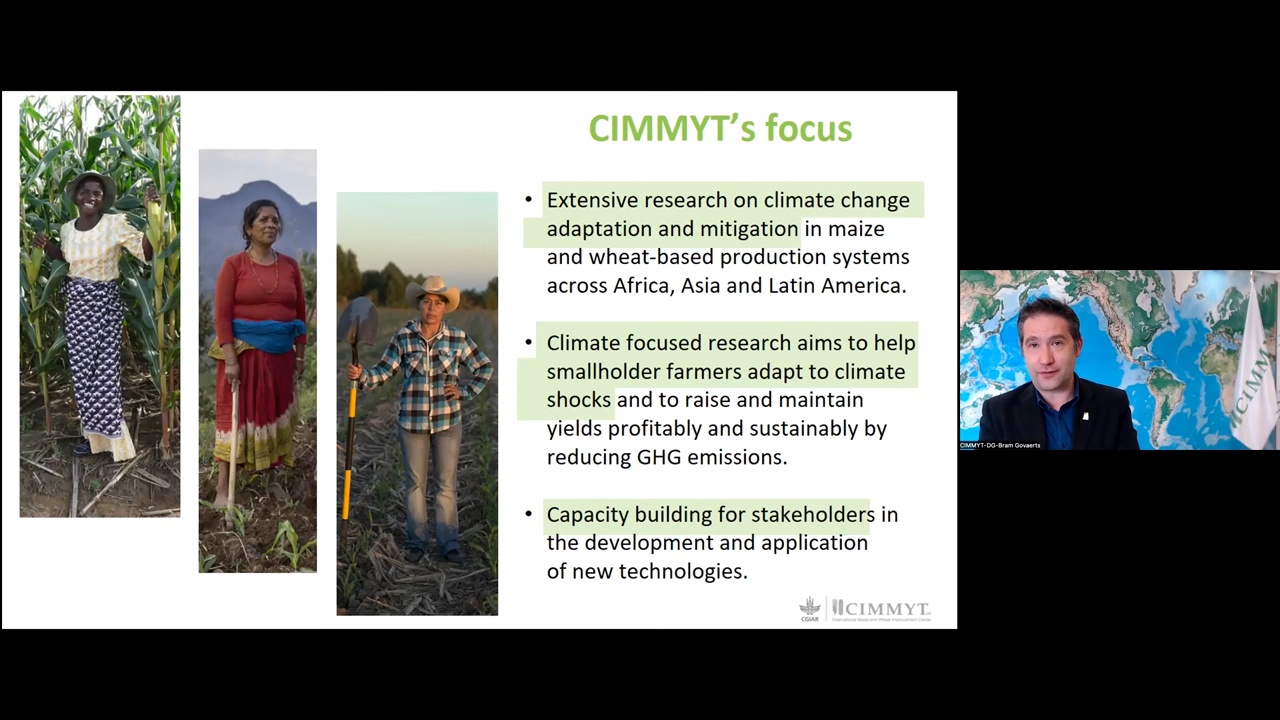 CIMMYT's focus
• Extensive research on climate change
adaptation and mitigation in maize
and wheat-based production systems
across Africa, Asia and Latin America.
• Climate focused research aims to help
smallholder farmers adapt to climate
shocks and to raise and maintain
yields profitably and sustainably by
reducing GHG emissions.
• Capacity building for stakeholders in
the development and application
of new technologies.
CGIAR
CIMMYT
International Maize and Wheat Improvement Center
CIMMYT-DG-Bram Govaerts
CIMM